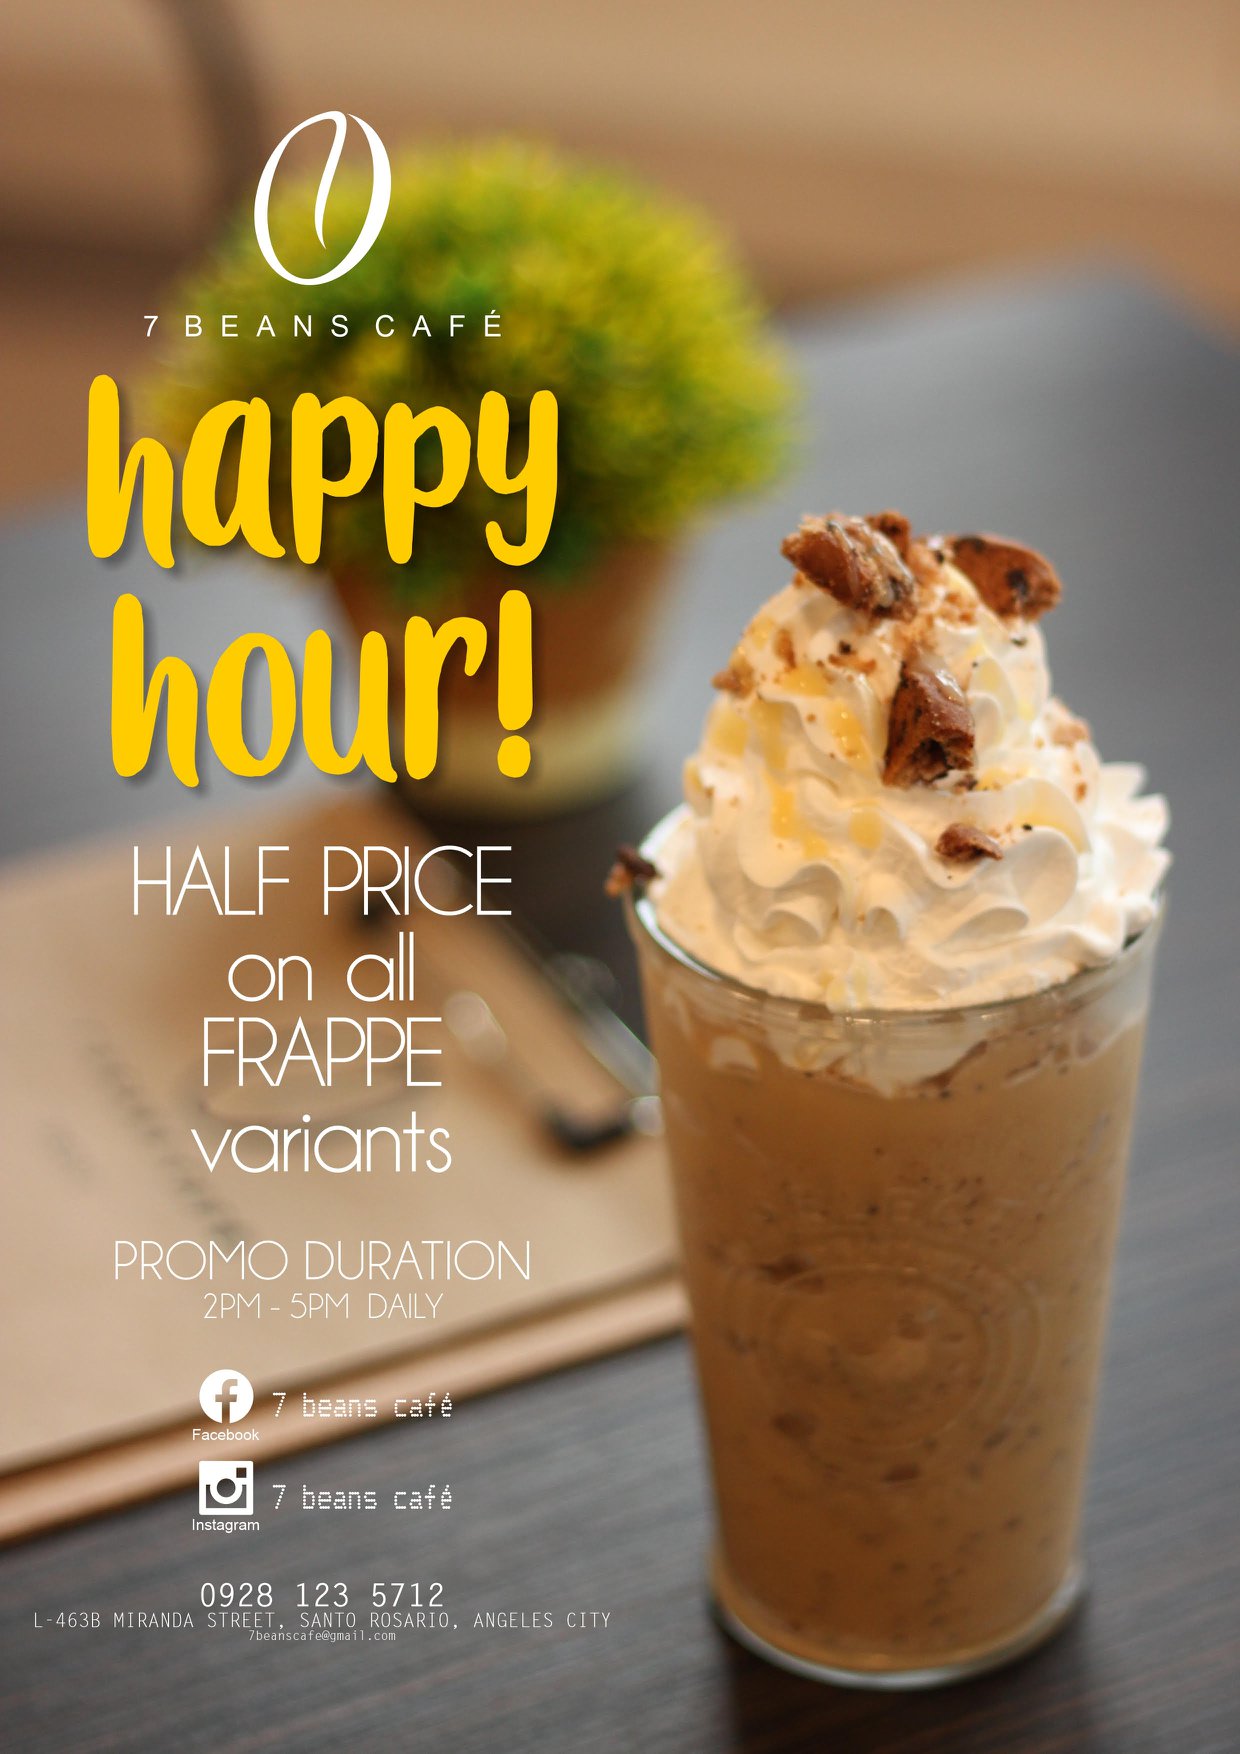 7 BEANS CAFÉ
happy
hour!
HALF PRICE
on all
FRAPPE
variants
PROMO DURATION
2PM - 5PM DAILY
7 beans café
Facebook
7 beans café
Instagram
0928 123 5712
L-463B MIRANDA STREET, SANTO ROSARIO, ANGELES CITY
7beanscafe@gmail.com